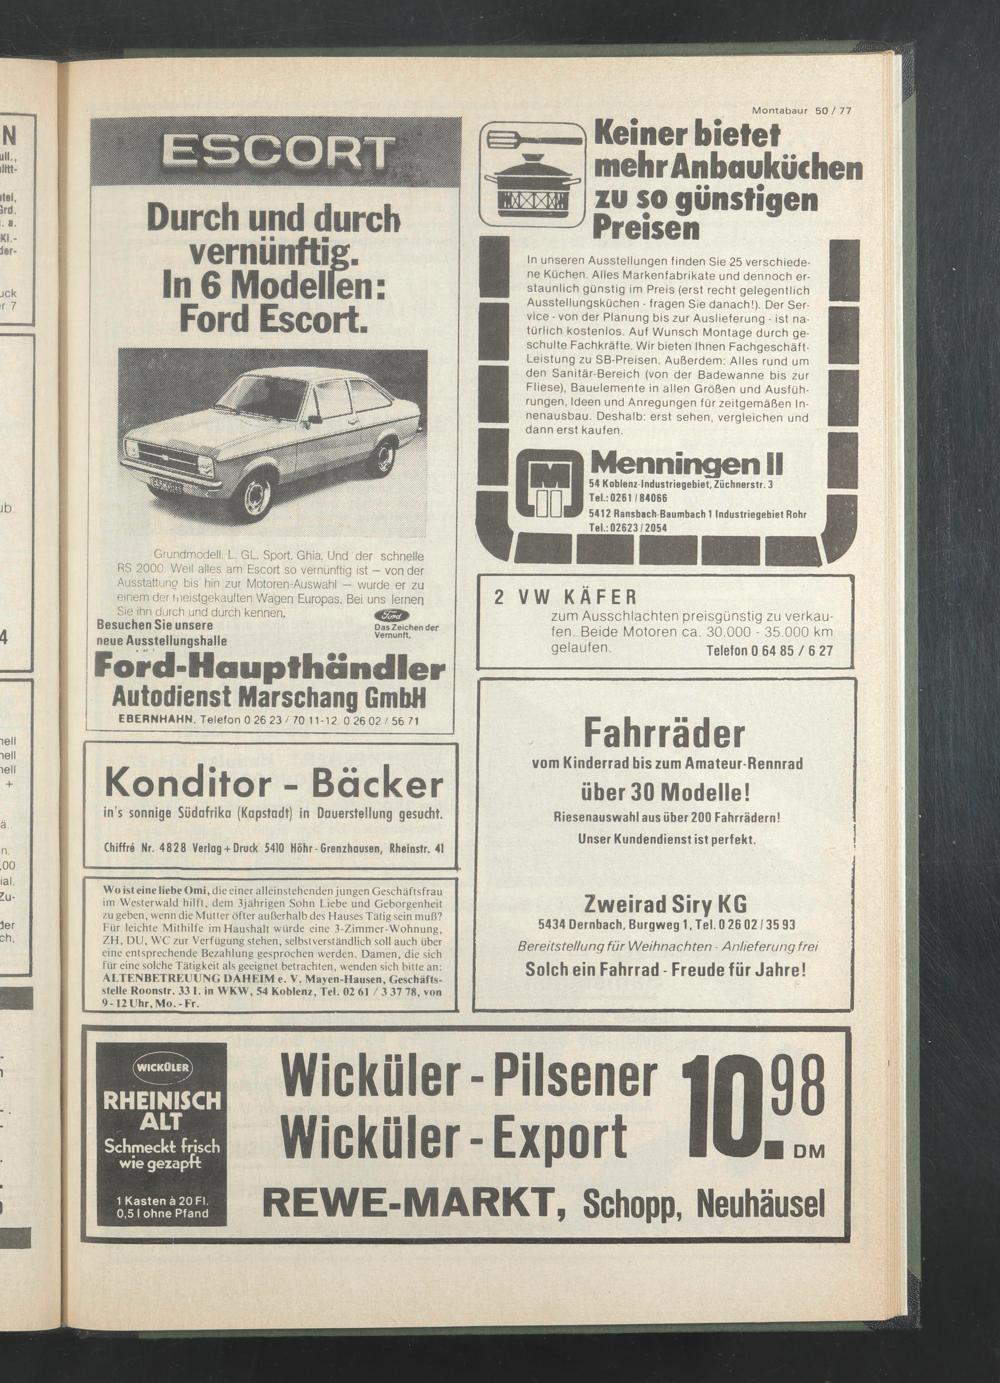 Montabaur 50/77
ESCORT
Durch und durch
vernünftig.
In 6 Modellen:
Ford Escort.
ESCORT
Grundmodell. L. GL. Sport. Ghia. Und der schnelle
RS 2000. Weil alles am Escort so vernünftig ist — von der
Ausstattung bis hin zur Motoren-Auswahl — wurde er zu
einem der meistgekauften Wagen Europas. Bei uns lernen
Sie ihn durch und durch kennen.
Ford
Das Zeichen der
Vernunft.
Besuchen Sie unsere
neue Ausstellungshalle
Ford-Haupthändler
Autodienst Marschang GmbH
EBERNHAHN, Telefon 0 26 23 / 70 11-12 0 26 02 / 56 71
Konditor - Bäcker
in's sonnige Südafrika (Kapstadt) in Dauerstellung gesucht.
Chiffré Nr. 4828 Verlag + Druck 5410 Höhr-Grenzhausen, Rheinstr. 41
Wo ist eine liebe Omi, die einer alleinstehenden jungen Geschäftsfrau
im Westerwald hilft, dem 3jährigen Sohn Liebe und Geborgenheit
zu geben, wenn die Mutter öfter außerhalb des Hauses Tätig sein muß?
Für leichte Mithilfe im Haushalt würde eine 3-Zimmer-Wohnung,
ZH, DU, WC zur Verfügung stehen, selbstverständlich soll auch über
eine entsprechende Bezahlung gesprochen werden. Damen, die sich
für eine solche Tätigkeit als geeignet betrachten, wenden sich bitte an:
ALTENBETREUUNG DAHEIM e. V. Mayen-Hausen, Geschäfts-
stelle Roonstr. 33 I. in WKW, 54 Koblenz, Tel. 02 61 / 3 37 78, von
9 - 12 Uhr, Mo. - Fr.
Keiner bietet
mehr Anbauküchen
zu so günstigen
Preisen
In unseren Ausstellungen finden Sie 25 verschiede-
ne Küchen. Alles Markenfabrikate und dennoch er-
staunlich günstig im Preis (erst recht gelegentlich
Ausstellungsküchen - fragen Sie danach!). Der Ser-
vice - von der Planung bis zur Auslieferung - ist na-
türlich kostenlos. Auf Wunsch Montage durch ge-
schulte Fachkräfte. Wir bieten Ihnen Fachgeschäft-
Leistung zu SB-Preisen. Außerdem: Alles rund um
den Sanitär-Bereich (von der Badewanne bis zur
Fliese), Bauelemente in allen Größen und Ausfüh-
rungen, Ideen und Anregungen für zeitgemäßen In-
nenausbau. Deshalb: erst sehen, vergleichen und
dann erst kaufen.
M
Menningen II
54 Koblenz-Industriegebiet, Züchnerstr. 3
Tel.: 0261 / 84066
5412 Ransbach-Baumbach 1 Industriegebiet Rohr
Tel.: 02623 / 2054
2 VW KÄFER
zum Ausschlachten preisgünstig zu verkau-
fen. Beide Motoren ca. 30.000 - 35.000 km
gelaufen. Telefon 0 64 85 / 6 27
Fahrräder
vom Kinderrad bis zum Amateur-Rennrad
über 30 Modelle!
Riesenauswahl aus über 200 Fahrrädern!
Unser Kundendienst ist perfekt.
Zweirad Siry KG
5434 Dernbach, Burgweg 1, Tel. 0 26 02 / 35 93
Bereitstellung für Weihnachten - Anlieferung frei
Solch ein Fahrrad - Freude für Jahre!
WICKÜLER
RHEINISCH
ALT
Schmeckt frisch
wie gezapft
1 Kasten à 20 Fl.
0,5 l ohne Pfand
Wicküler - Pilsener
Wicküler - Export
10.98 DM
REWE-MARKT, Schopp, Neuhäusel